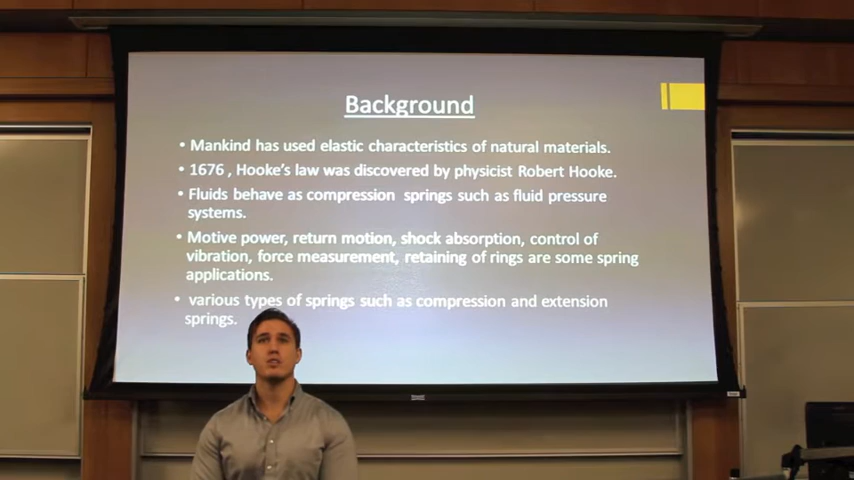 Background
• Mankind has used elastic characteristics of natural materials.
• 1676 , Hooke's law was discovered by physicist Robert Hooke.
• Fluids behave as compression springs such as fluid pressure
systems.
• Motive power, return motion, shock absorption, control of
vibration, force measurement, retaining of rings are some spring
applications.
• various types of springs such as compression and extension
springs.